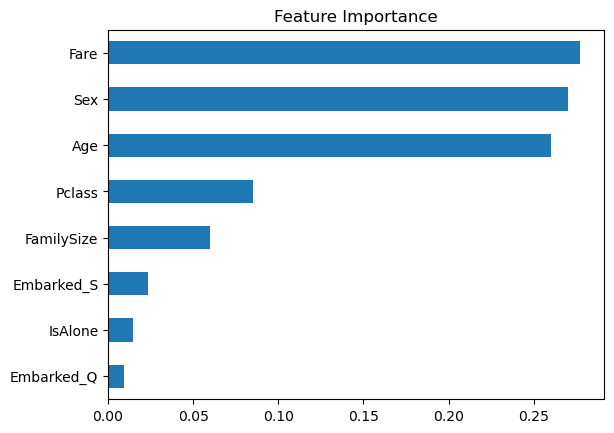 Feature Importance
Fare
Sex
Age
Pclass
FamilySize
Embarked_S
IsAlone
Embarked_Q
0.00 0.05 0.10 0.15 0.20 0.25